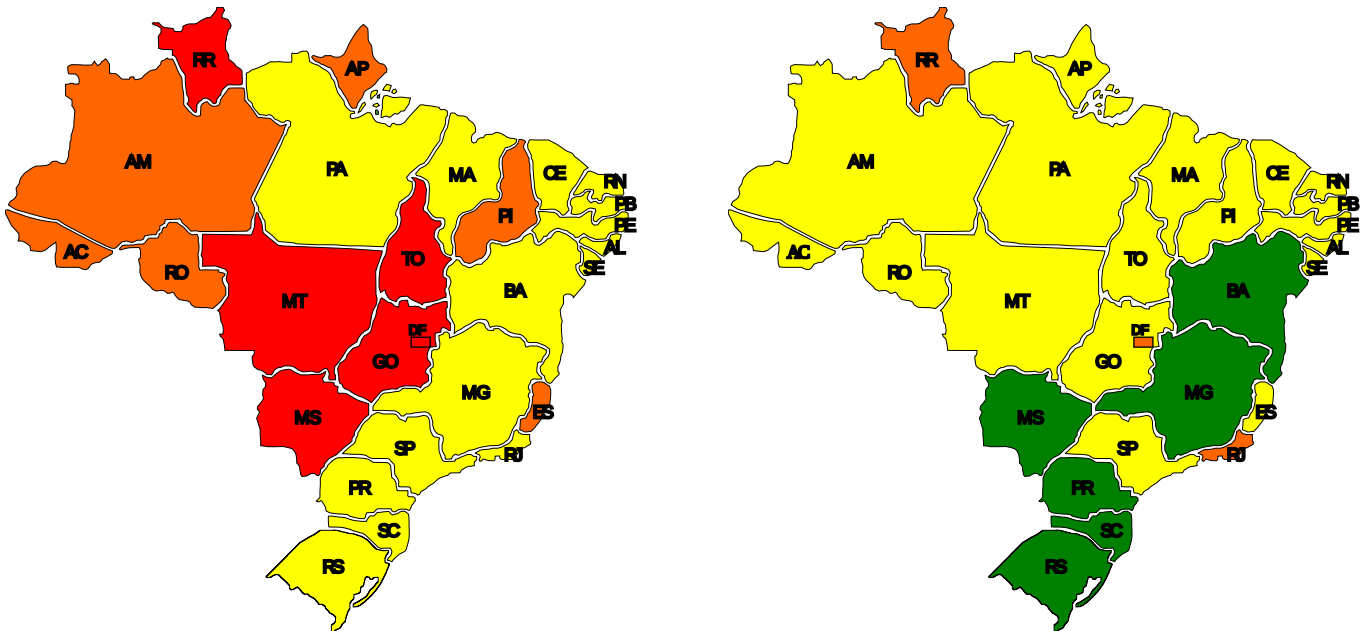 RR
AP
AM
PA
MA
CE
RN
PB
PI
PE
AL
SE
AC
RO
TO
BA
MT
DF
GO
MG
MS
ES
SP
RJ
PR
SC
RS
RR
AP
AM
PA
MA
CE
RN
PB
PI
PE
AL
SE
AC
RO
TO
BA
MT
DF
GO
MG
MS
ES
SP
RJ
PR
SC
RS